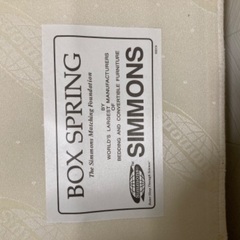 BOX SPRING
The Simmons Matching Foundation
BY
WORLD'S LARGEST MANUFACTURERS
OF
BEDDING AND CONVERTIBLE FURNITURE
SIMMONS